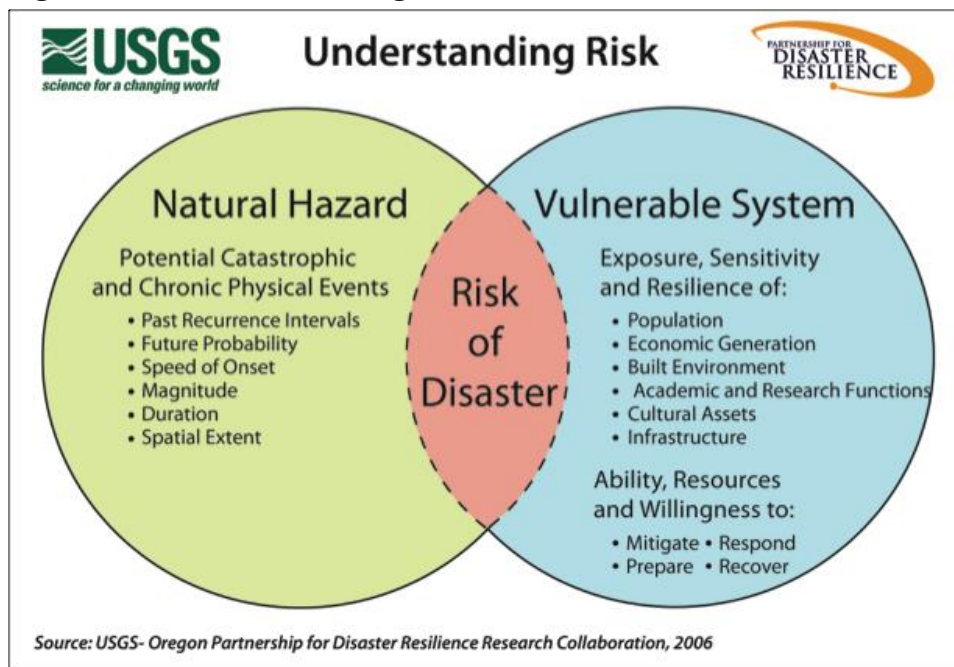 USGS
science for a changing world
Understanding Risk
PARTNERSHIP FOR
DISASTER
RESILIENCE
Natural Hazard
Potential Catastrophic
and Chronic Physical Events
• Past Recurrence Intervals
• Future Probability
• Speed of Onset
• Magnitude
• Duration
• Spatial Extent
Risk
of
Disaster
Vulnerable System
Exposure, Sensitivity
and Resilience of:
• Population
• Economic Generation
• Built Environment
• Academic and Research Functions
• Cultural Assets
• Infrastructure
Ability, Resources
and Willingness to:
• Mitigate • Respond
• Prepare • Recover
Source: USGS- Oregon Partnership for Disaster Resilience Research Collaboration, 2006